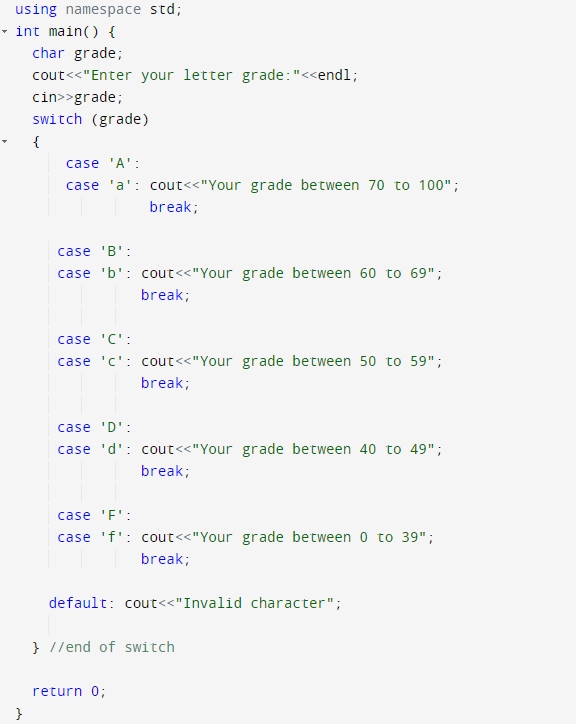 using namespace std;
int main() {
char grade;
cout<<"Enter your letter grade:"<<endl;
cin>>grade;
switch (grade)
{
case 'A':
case 'a': cout<<"Your grade between 70 to 100";
break;
case 'B':
case 'b': cout<<"Your grade between 60 to 69";
break;
case 'C':
case 'c': cout<<"Your grade between 50 to 59";
break;
case 'D':
case 'd': cout<<"Your grade between 40 to 49";
break;
case 'F':
case 'f': cout<<"Your grade between 0 to 39";
break;
default: cout<<"Invalid character";
} //end of switch
return 0;
}